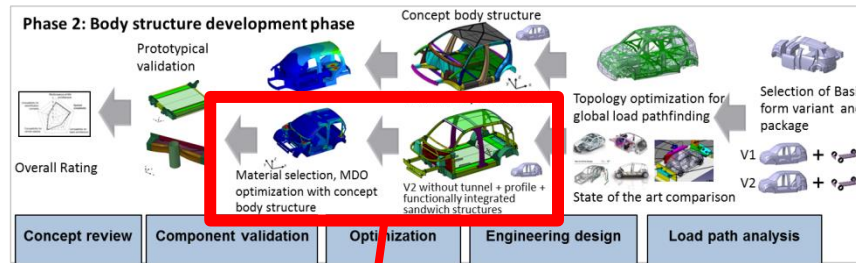 Phase 2: Body structure development phase
Concept body structure
Prototypical
validation
Topology optimization for
global load pathfinding
Selection of Basi
form variant and
package
V1
+
V2
+
Overall Rating
Material selection, MDO
optimization with concept
body structure
V2 without tunnel + profile +
functionally integrated
sandwich structures
State of the art comparison
Concept review
Component validation
Optimization
Engineering design
Load path analysis